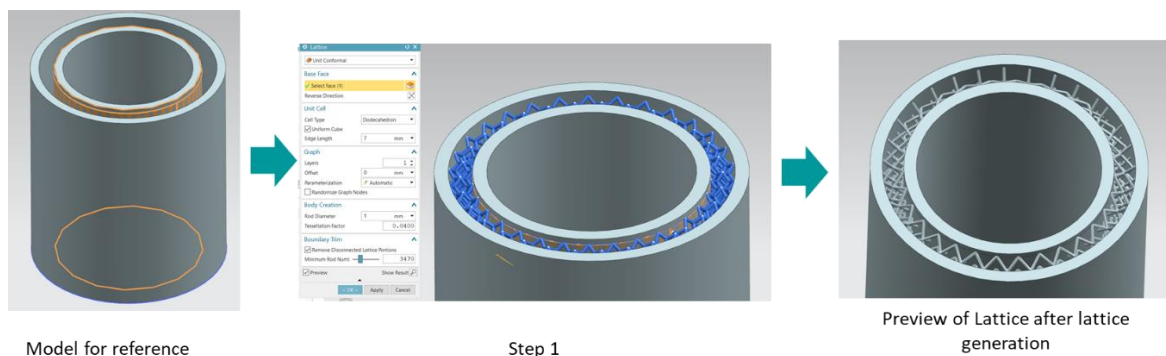 Lattice
Unit Conformal
Base Face
Select Face (9)
Reverse Direction
Unit Cell
Cell Type Dodecahedron
Uniform Cube
Edge Length 7 mm
Graph
Layers 1
Offset 0 mm
Parameterization Automatic
Randomize Graph Nodes
Body Creation
Rod Diameter 1 mm
Tessellation Factor 0.0400
Boundary Trim
Remove Disconnected Lattice Portions
Minimum Rod Numb 3470
Preview Show Result
OK Apply Cancel
Model for reference
Step 1
Preview of Lattice after lattice
generation